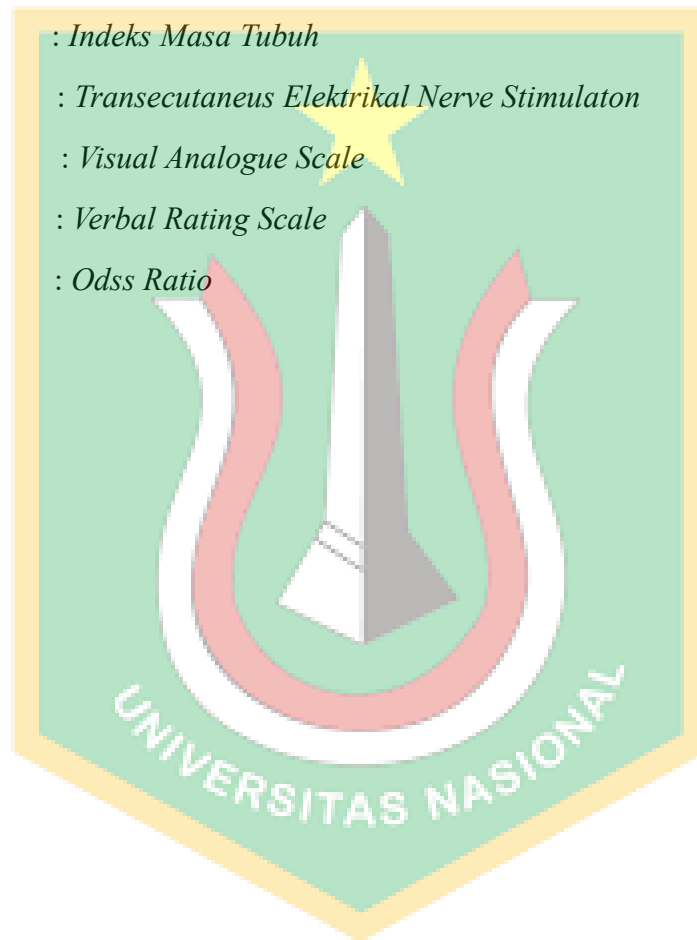 : Indeks Masa Tubuh
: Transecutaneus Elektrikal Nerve Stimulaton
: Visual Analogue Scale
: Verbal Rating Scale
: Odss Ratio
UNIVERSITAS NASIONAL